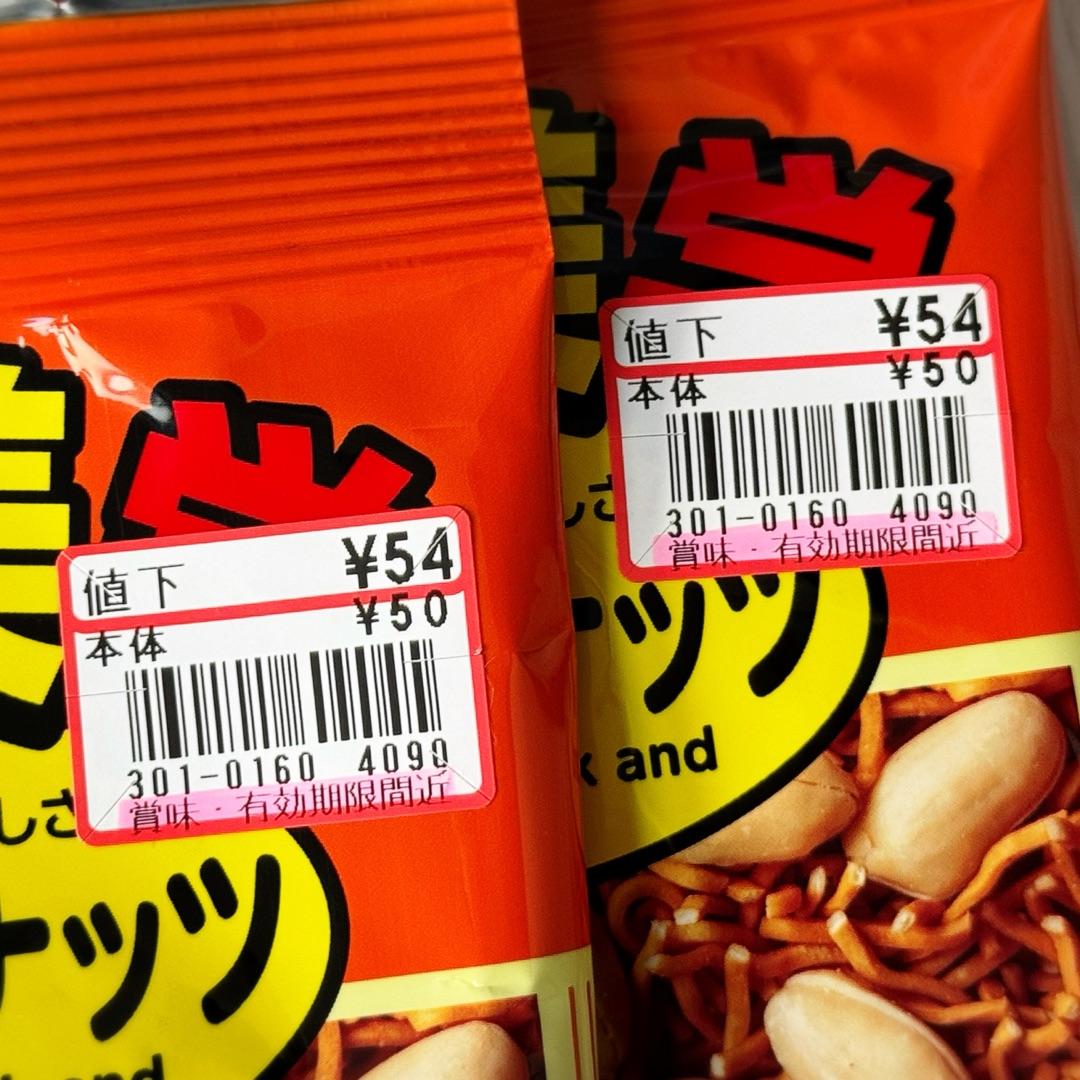 値下 ¥54
本体 ¥50
301-0160 4090
賞味・有効期限間近
ナッツ
and
値下 ¥54
本体 ¥50
301-0160 4090
賞味・有効期限間近
ナッツ
and